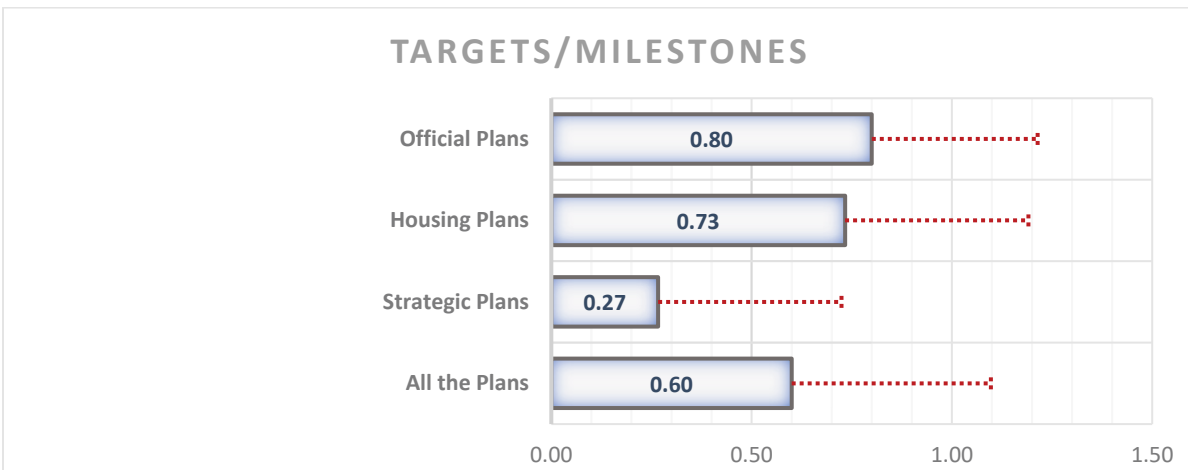 TARGETS/MILESTONES
Official Plans 0.80
Housing Plans 0.73
Strategic Plans 0.27
All the Plans 0.60
0.00 0.50 1.00 1.50